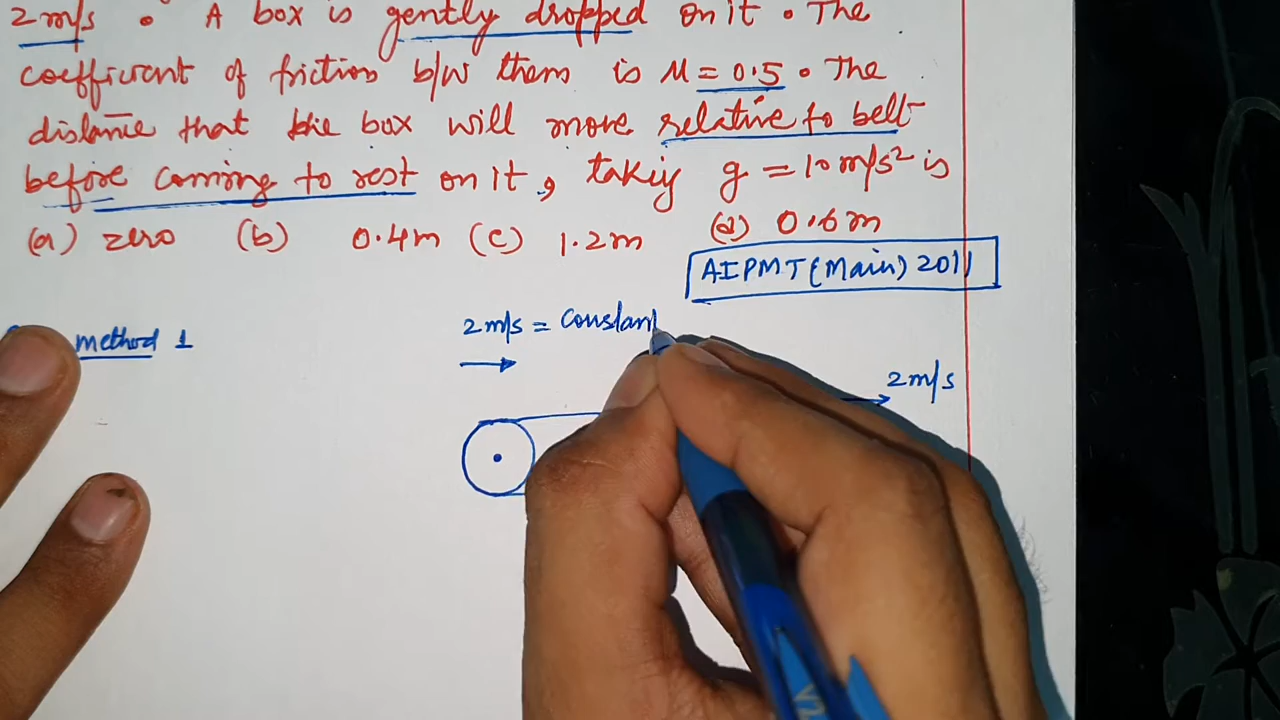 2m/s . A box is gently dropped on it . The
coefficient of friction b/w them is μ = 0.5 . The
distance that the box will move relative to belt
before coming to rest on it , taking g = 10 m/s² is
(a) zero (b) 0.4m (c) 1.2m (d) 0.6m
AIPMT (Main) 2011
method 1
2m/s = Constant
2m/s